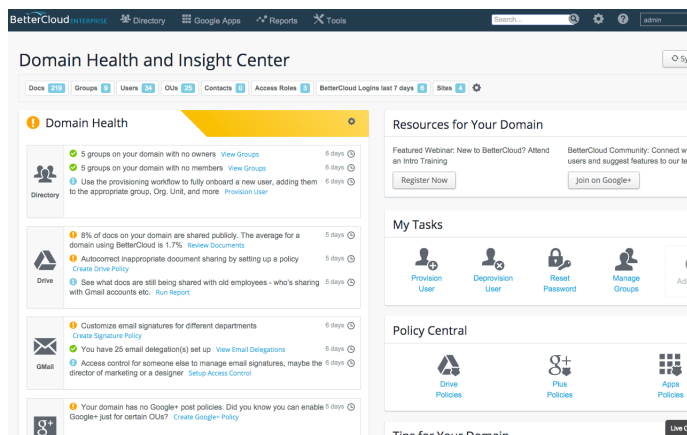 BetterCloud ENTERPRISE Directory Google Apps Reports Tools Search... admin
Domain Health and Insight Center
Docs 219 Groups 9 Users 34 OUs 25 Contacts 0 Access Roles 3 BetterCloud Logins last 7 days 6 Sites 4
Domain Health
Directory
5 groups on your domain with no owners View Groups 6 days
5 groups on your domain with no members View Groups 6 days
Use the provisioning workflow to fully onboard a new user, adding them 6 days
to the appropriate group, Org. Unit, and more Provision User
Drive
8% of docs on your domain are shared publicly. The average for a 5 days
domain using BetterCloud is 1.7% Review Documents
Autocorrect inappropriate document sharing by setting up a policy 5 days
Create Drive Policy
See what docs are still being shared with old employees - who's sharing 5 days
with Gmail accounts etc. Run Report
GMail
Customize email signatures for different departments 6 days
Create Signature Policy
You have 25 email delegation(s) set up View Email Delegations 6 days
Access control for someone else to manage email signatures, maybe the 6 days
director of marketing or a designer Setup Access Control
g+
Your domain has no Google+ post policies. Did you know you can enable 5 days
Google+ just for certain OUs? Create Google+ Policy
Resources for Your Domain
Featured Webinar: New to BetterCloud? Attend
an Intro Training
Register Now
BetterCloud Community: Connect w
users and suggest features to our te
Join on Google+
My Tasks
Provision
User
Deprovision
User
Reset
Password
Manage
Groups
Policy Central
Drive
Policies
g+
Plus
Policies
Apps
Policies
Tips for Your Domain
Live C